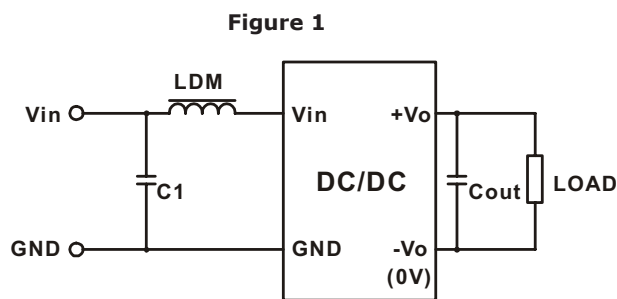 Figure 1
LDM
Vin
Vin
+Vo
C1
DC/DC
Cout
LOAD
GND
GND
-Vo
(0V)